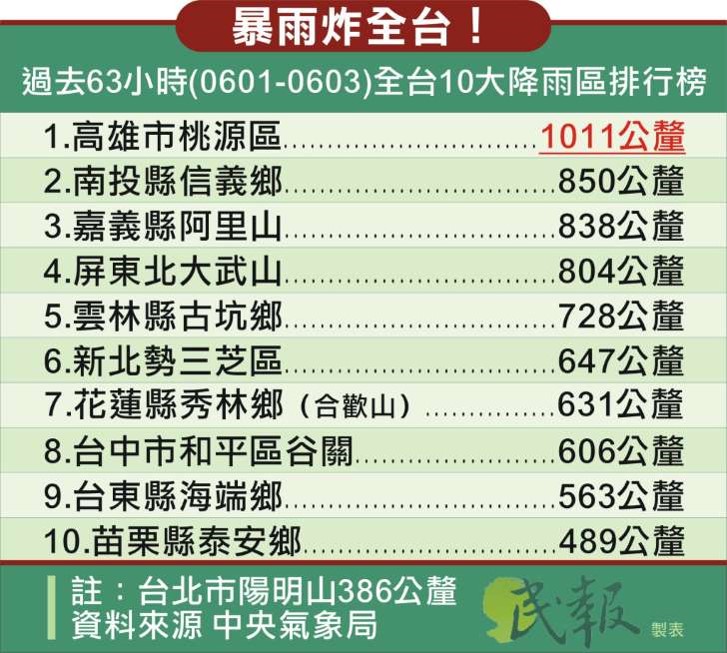 暴雨炸全台！
過去63小時(0601-0603)全台10大降雨區排行榜
1.高雄市桃源區............................1011公釐
2.南投縣信義鄉..............................850公釐
3.嘉義縣阿里山..............................838公釐
4.屏東北大武山..............................804公釐
5.雲林縣古坑鄉..............................728公釐
6.新北勢三芝區..............................647公釐
7.花蓮縣秀林鄉（合歡山）..............631公釐
8.台中市和平區谷關......................606公釐
9.台東縣海端鄉..............................563公釐
10.苗栗縣泰安鄉............................489公釐
註：台北市陽明山386公釐
資料來源 中央氣象局
民報 製表